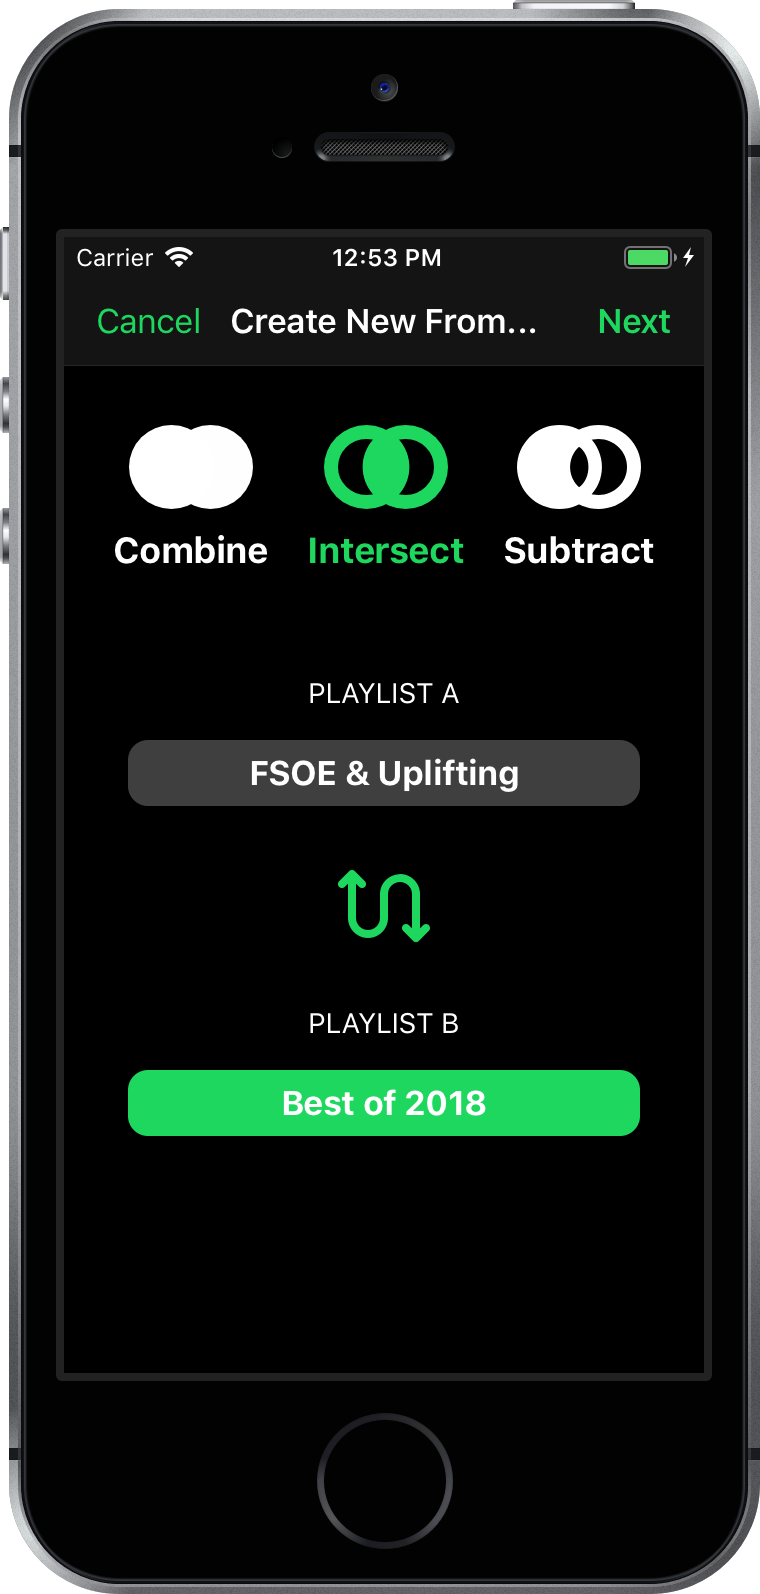 Carrier 12:53 PM
Cancel Create New From... Next
Combine Intersect Subtract
PLAYLIST A
FSOE & Uplifting
PLAYLIST B
Best of 2018